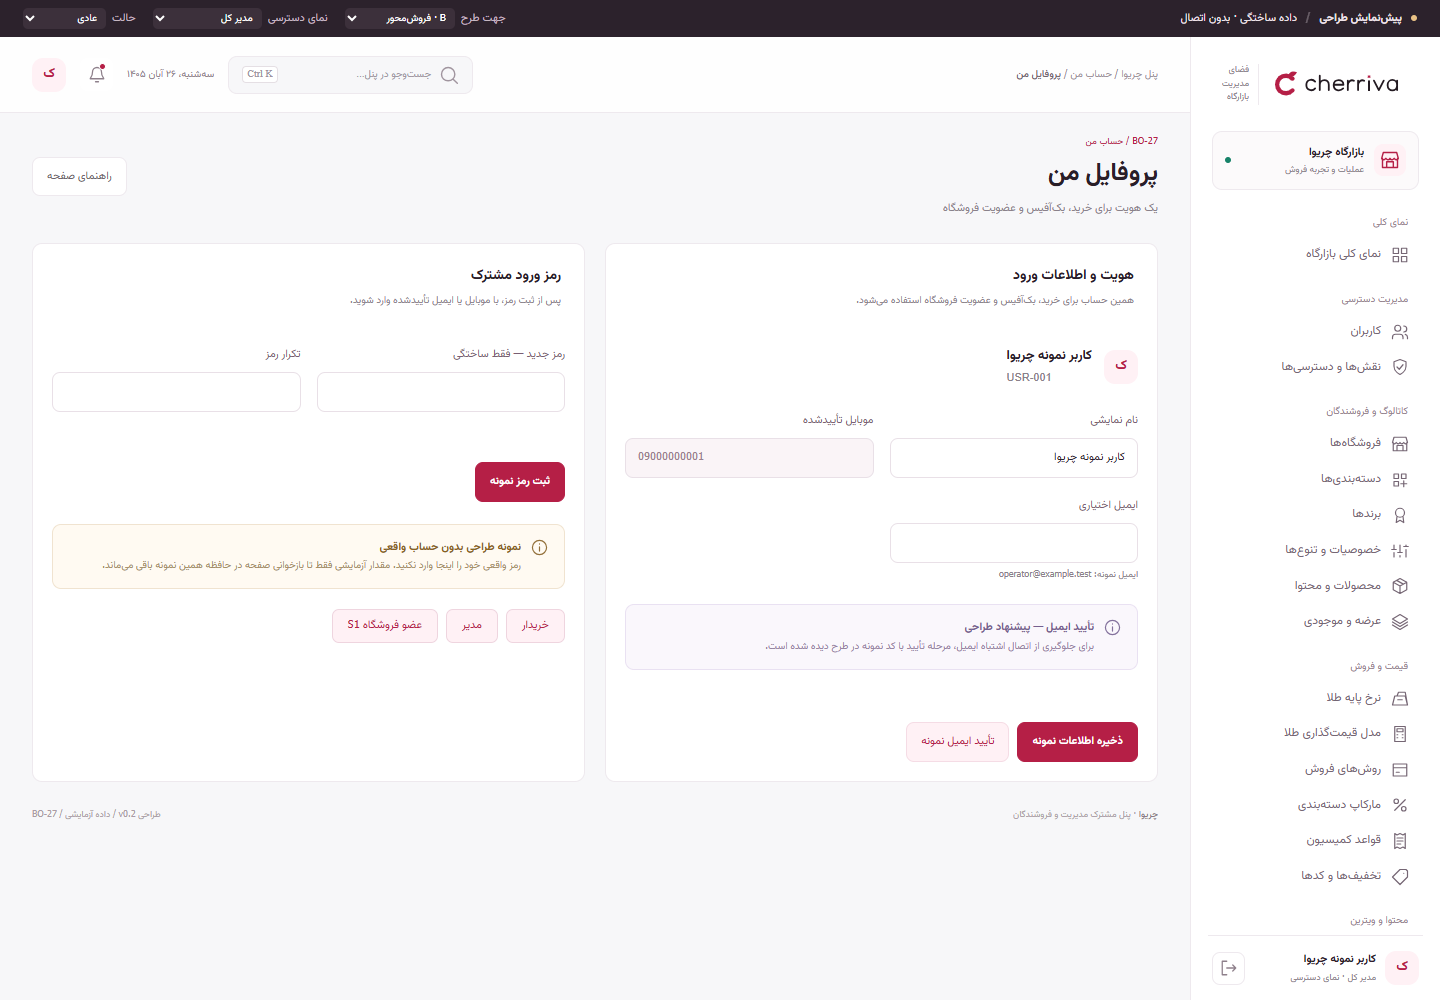 پیش‌نمایش طراحی / داده ساختگی · بدون اتصال
جهت طرح B · فروش‌محور نمای دسترسی مدیر کل حالت عادی
cherriva
فضای
مدیریت
بازارگاه
بازارگاه چریوا
عملیات و تجربه فروش
نمای کلی
نمای کلی بازارگاه
مدیریت دسترسی
کاربران
نقش‌ها و دسترسی‌ها
کاتالوگ و فروشندگان
فروشگاه‌ها
دسته‌بندی‌ها
برندها
خصوصیات و تنوع‌ها
محصولات و محتوا
عرضه و موجودی
قیمت و فروش
نرخ پایه طلا
مدل قیمت‌گذاری طلا
روش‌های فروش
مارکاپ دسته‌بندی
قواعد کمیسیون
تخفیف‌ها و کدها
محتوا و ویترین
کاربر نمونه چریوا
مدیر کل · نمای دسترسی
ک
پنل چریوا / حساب من / پروفایل من
جست‌وجو در پنل...
Ctrl K
سه‌شنبه، ۲۶ آبان ۱۴۰۵
ک
BO-27 / حساب من
پروفایل من
یک هویت برای خرید، بک‌آفیس و عضویت فروشگاه
راهنمای صفحه
هویت و اطلاعات ورود
همین حساب برای خرید، بک‌آفیس و عضویت فروشگاه استفاده می‌شود.
ک
کاربر نمونه چریوا
USR-001
نام نمایشی
کاربر نمونه چریوا
موبایل تأییدشده
09000000001
ایمیل اختیاری
ایمیل نمونه: operator@example.test
تأیید ایمیل — پیشنهاد طراحی
برای جلوگیری از اتصال اشتباه ایمیل، مرحله تأیید با کد نمونه در طرح دیده شده است.
ذخیره اطلاعات نمونه
تأیید ایمیل نمونه
رمز ورود مشترک
پس از ثبت رمز، با موبایل یا ایمیل تأییدشده وارد شوید.
رمز جدید — فقط ساختگی
تکرار رمز
ثبت رمز نمونه
نمونه طراحی بدون حساب واقعی
رمز واقعی خود را اینجا وارد نکنید. مقدار آزمایشی فقط تا بازخوانی صفحه در حافظه همین نمونه باقی می‌ماند.
خریدار
مدیر
عضو فروشگاه S1
چریوا · پنل مشترک مدیریت و فروشندگان
طراحی v0.2 / داده آزمایشی / BO-27